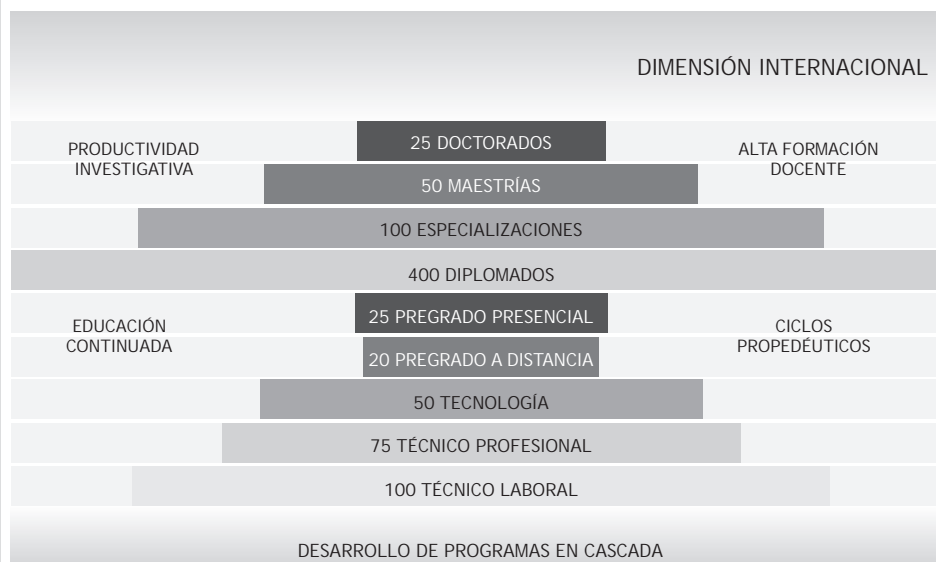 DIMENSIÓN INTERNACIONAL
PRODUCTIVIDAD
INVESTIGATIVA
25 DOCTORADOS
ALTA FORMACIÓN
DOCENTE
50 MAESTRÍAS
100 ESPECIALIZACIONES
400 DIPLOMADOS
EDUCACIÓN
CONTINUADA
25 PREGRADO PRESENCIAL
CICLOS
PROPEDÉUTICOS
20 PREGRADO A DISTANCIA
50 TECNOLOGÍA
75 TÉCNICO PROFESIONAL
100 TÉCNICO LABORAL
DESARROLLO DE PROGRAMAS EN CASCADA